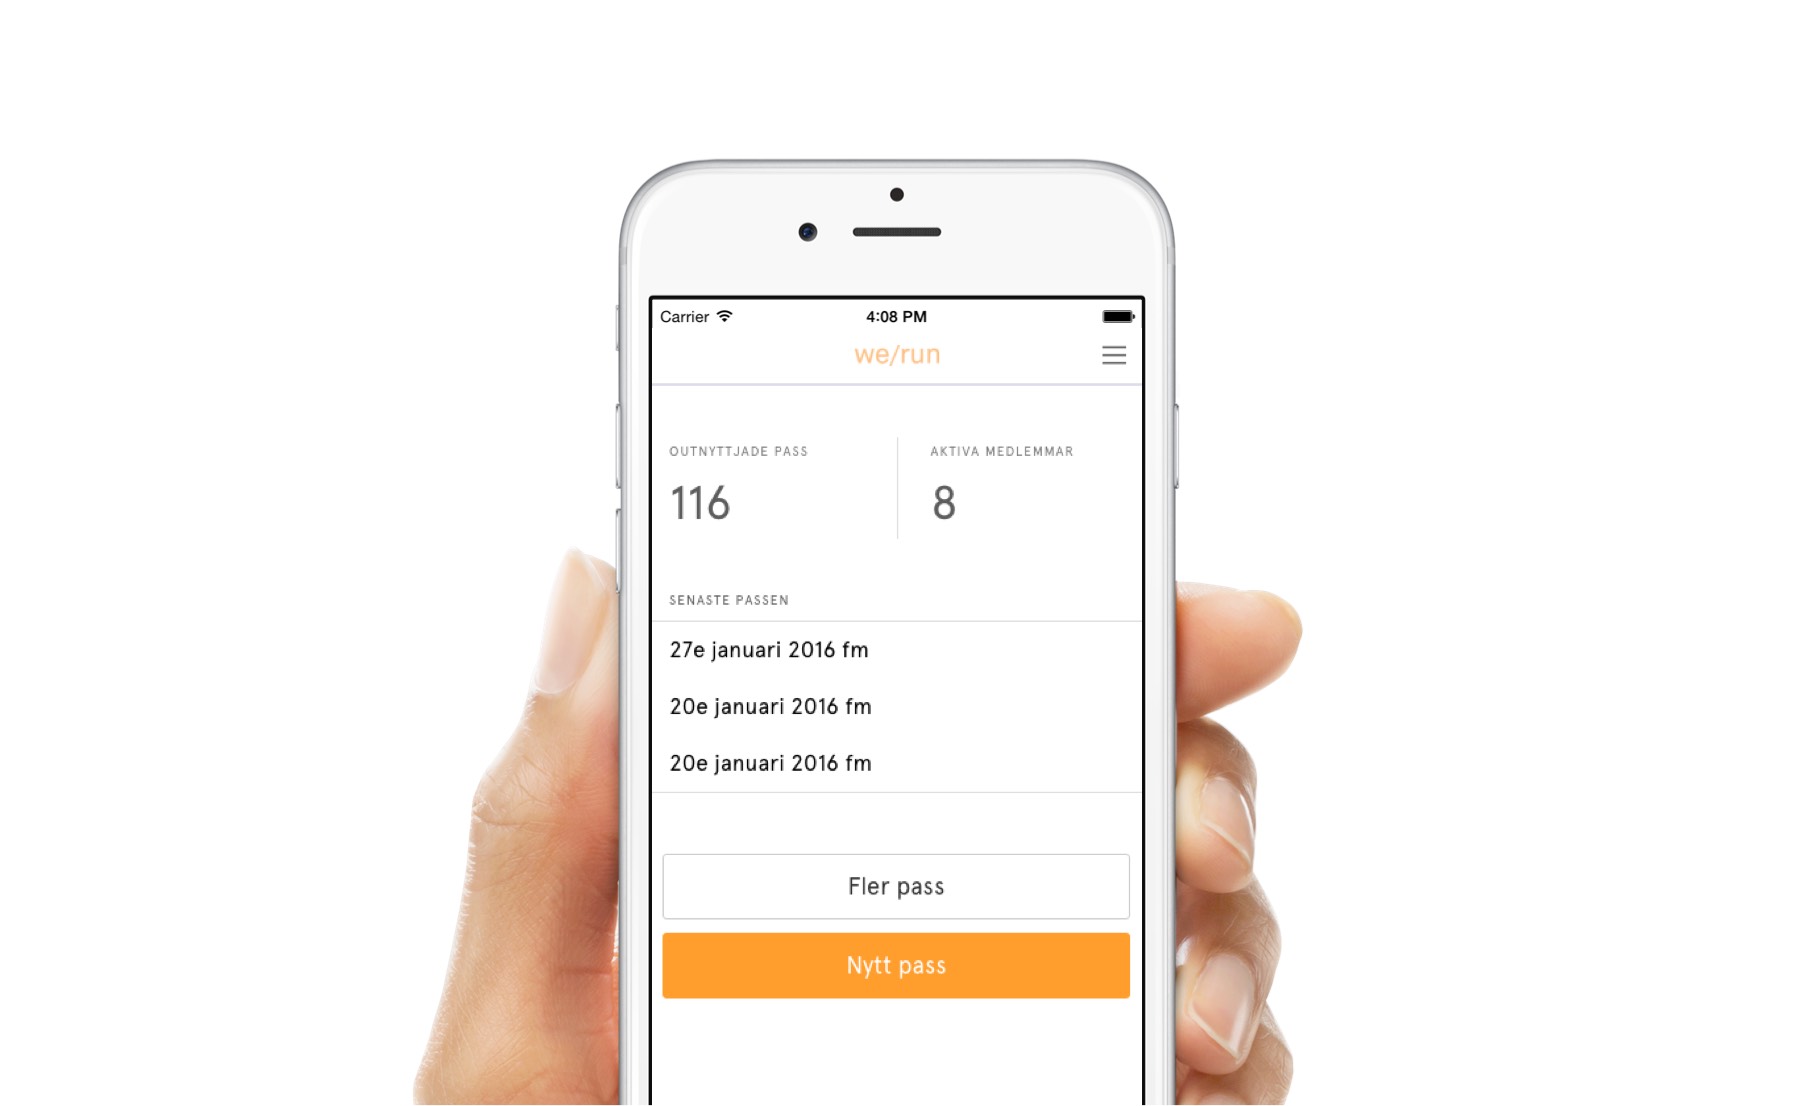 Carrier 4:08 PM
we/run
OUTNYTTJADE PASS
116
AKTIVA MEDLEMMAR
8
SENASTE PASSEN
27e januari 2016 fm
20e januari 2016 fm
20e januari 2016 fm
Fler pass
Nytt pass